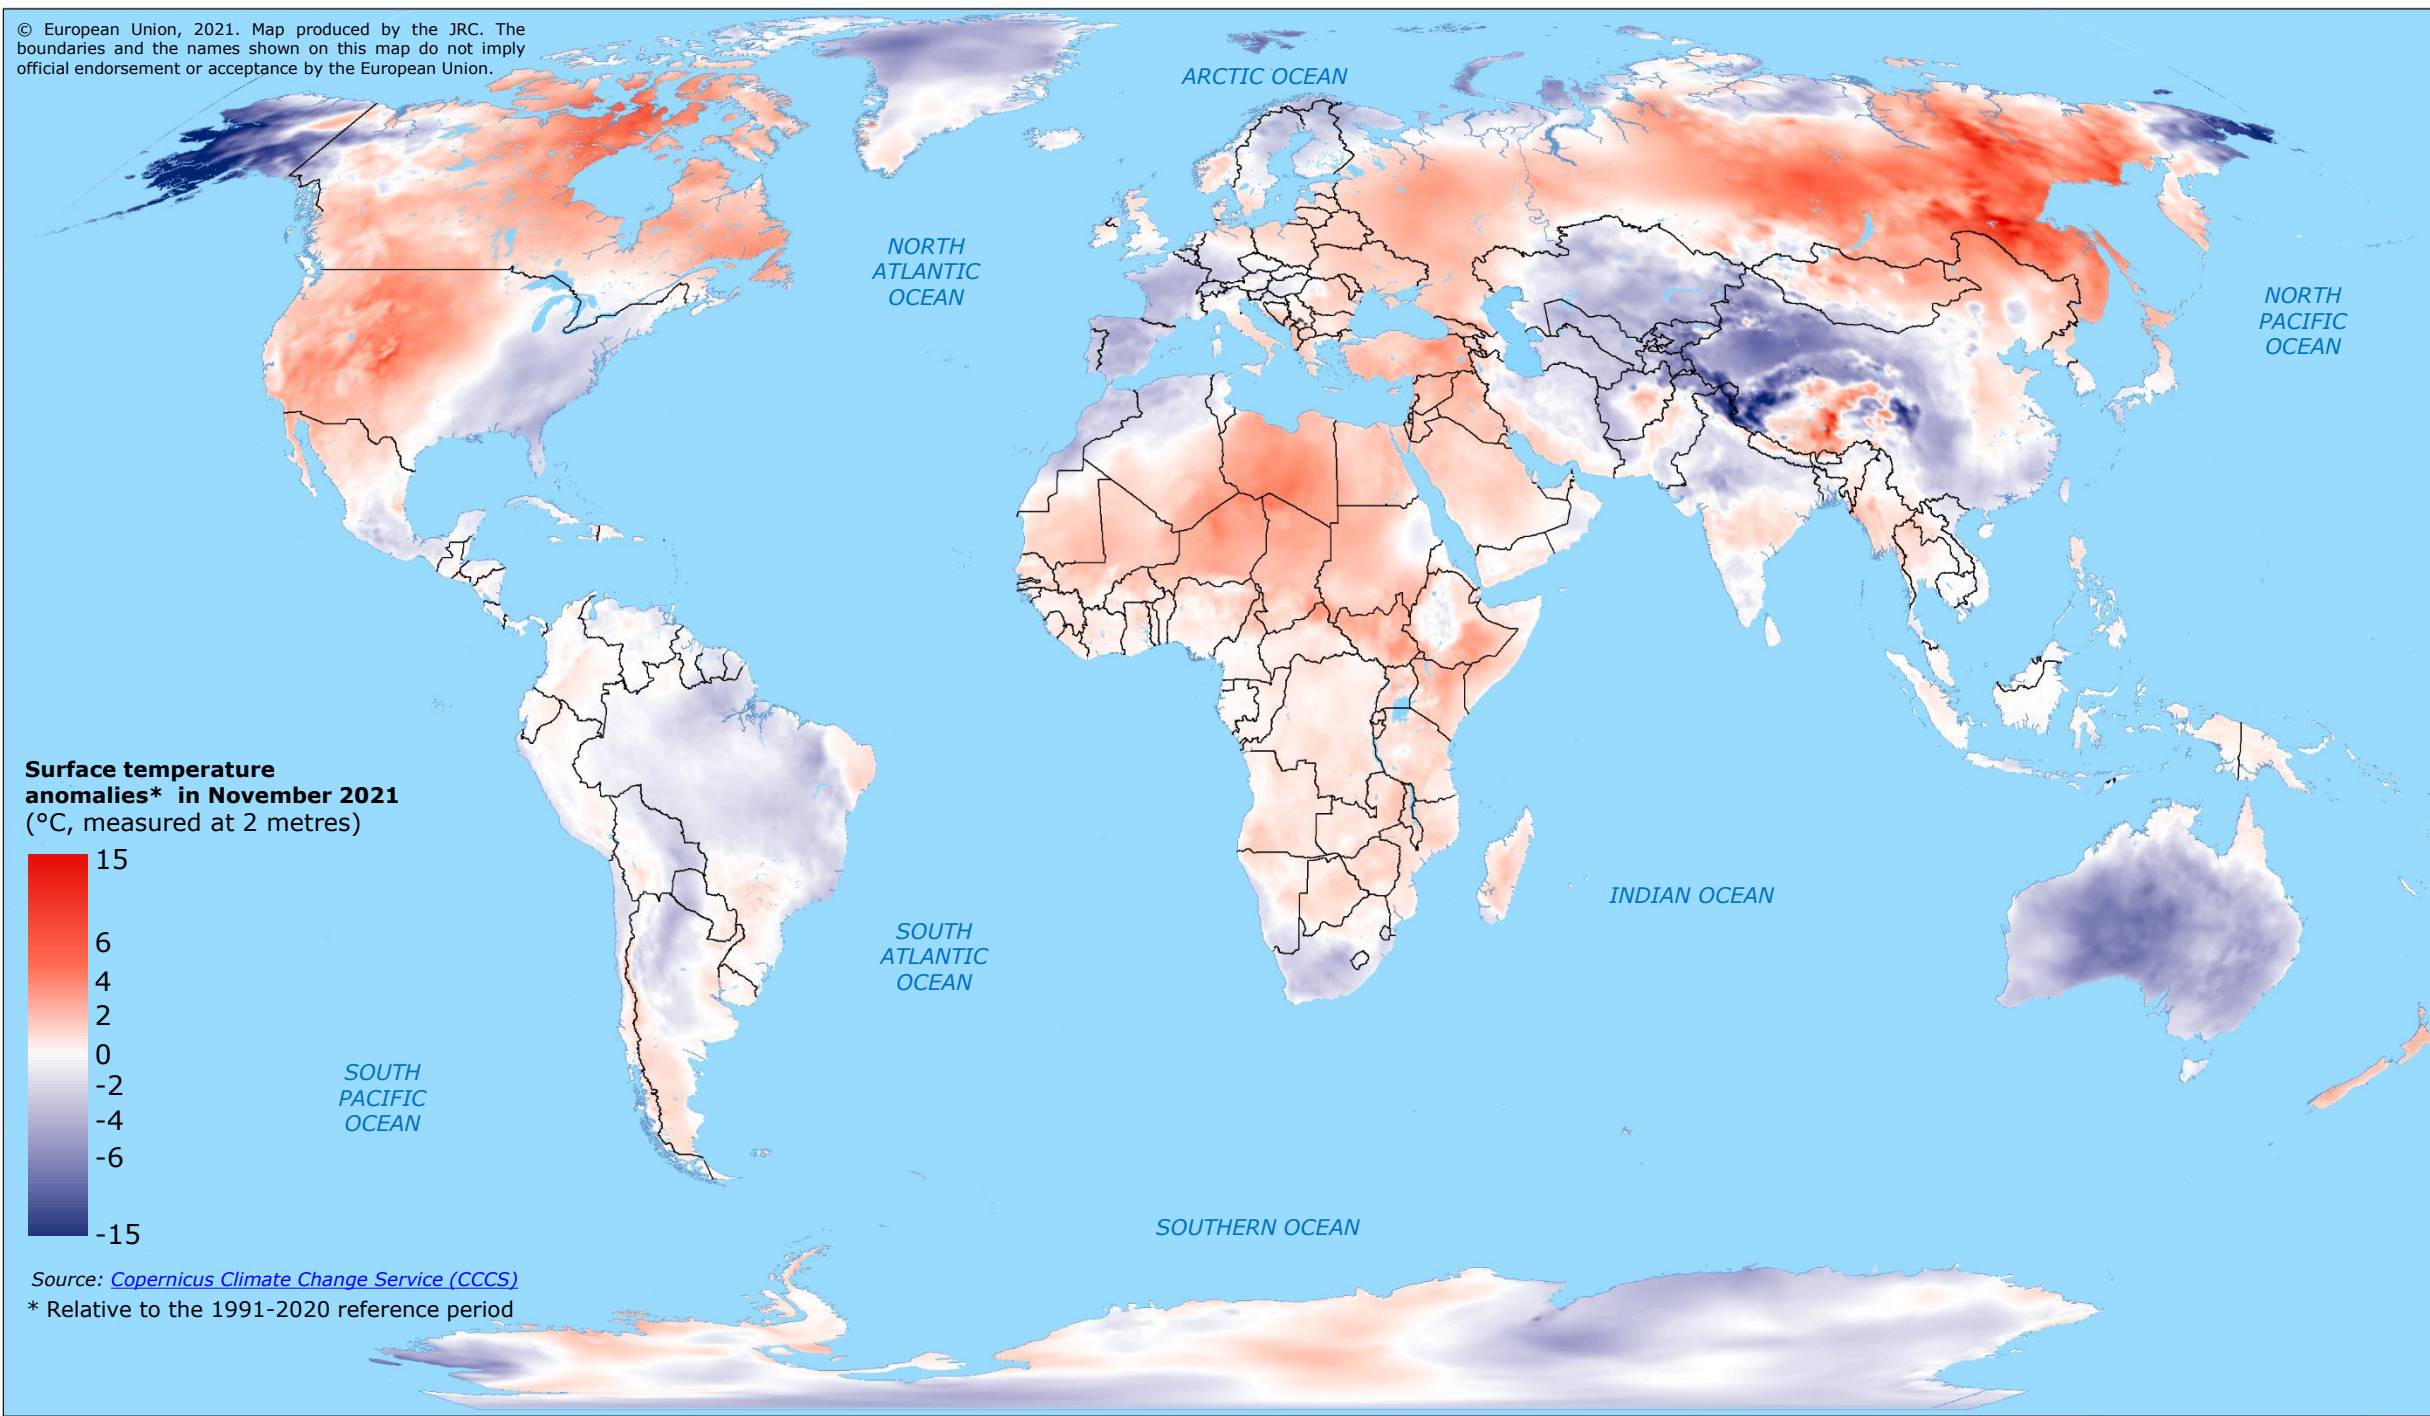 © European Union, 2021. Map produced by the JRC. The
boundaries and the names shown on this map do not imply
official endorsement or acceptance by the European Union.
ARCTIC OCEAN
NORTH
ATLANTIC
OCEAN
NORTH
PACIFIC
OCEAN
Surface temperature
anomalies* in November 2021
(°C, measured at 2 metres)
15
6
4
2
0
-2
-4
-6
-15
INDIAN OCEAN
SOUTH
ATLANTIC
OCEAN
SOUTH
PACIFIC
OCEAN
SOUTHERN OCEAN
Source: Copernicus Climate Change Service (CCCS)
* Relative to the 1991-2020 reference period